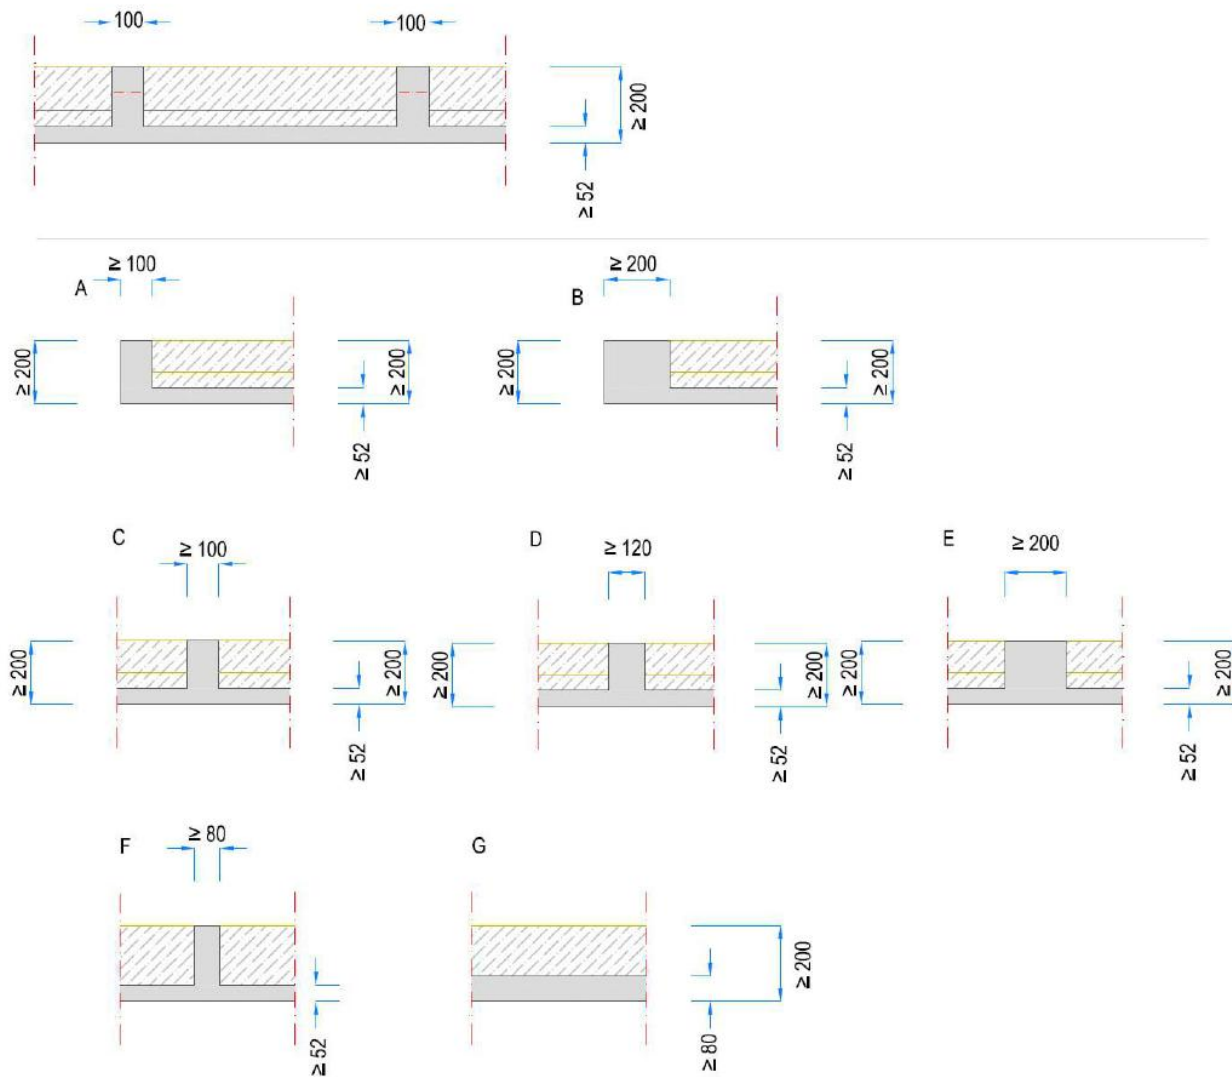 100 100
≥ 200
≥ 52
≥ 100 ≥ 200
A B
≥ 200 ≥ 200 ≥ 200 ≥ 200
≥ 52 ≥ 52
C D E
≥ 100 ≥ 120 ≥ 200
≥ 200 ≥ 200 ≥ 200 ≥ 200 ≥ 200 ≥ 200
≥ 52 ≥ 52 ≥ 52
≥ 80
F G
≥ 200
≥ 52 ≥ 80